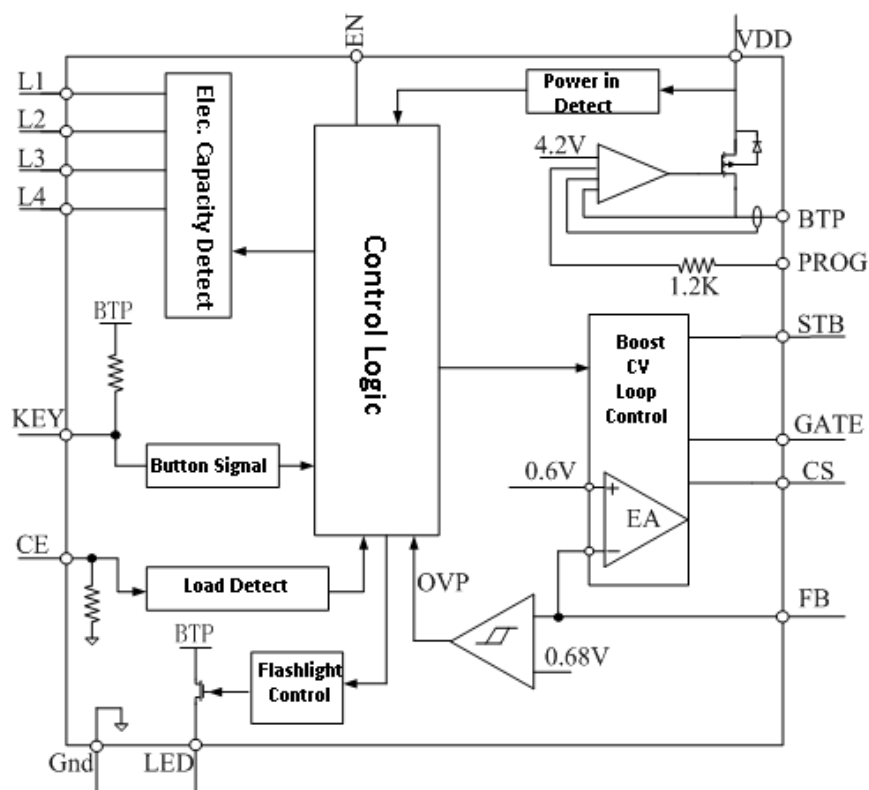 EN
VDD
L1
L2
L3
L4
Elec. Capacity Detect
Power in
Detect
4.2V
BTP
PROG
1.2K
Control Logic
BTP
STB
Boost
CV
Loop
Control
KEY
GATE
Button Signal
0.6V
CS
EA
CE
Load Detect
OVP
FB
BTP
0.68V
Flashlight
Control
Gnd
LED